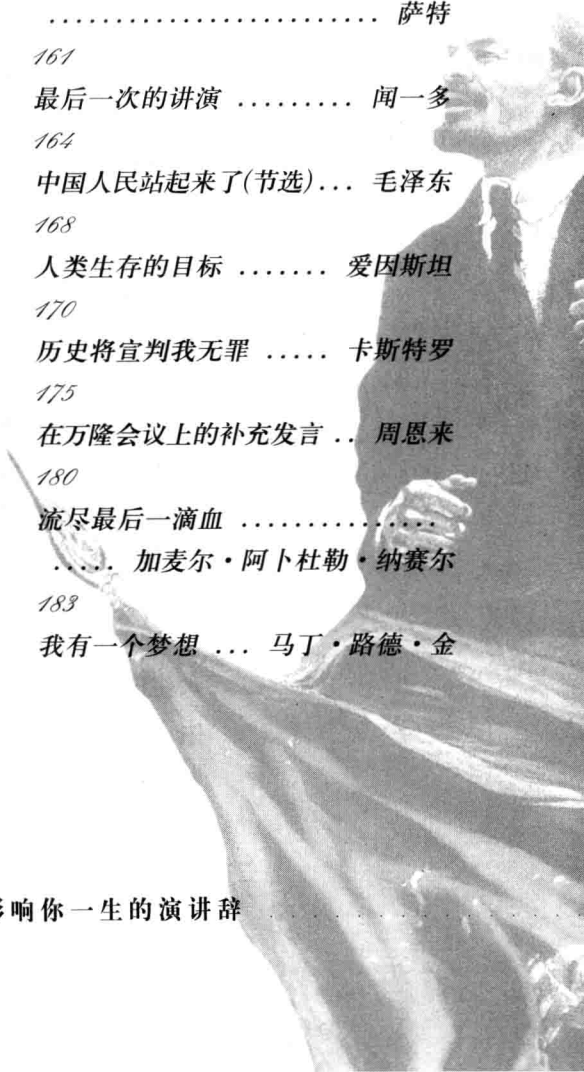 ........................... 萨特
161
最后一次的讲演 ......... 闻一多
164
中国人民站起来了(节选)... 毛泽东
168
人类生存的目标 ....... 爱因斯坦
170
历史将宣判我无罪 ..... 卡斯特罗
175
在万隆会议上的补充发言 .. 周恩来
180
流尽最后一滴血 ...............
..... 加麦尔·阿卜杜勒·纳赛尔
183
我有一个梦想 ... 马丁·路德·金
响你一生的演讲辞